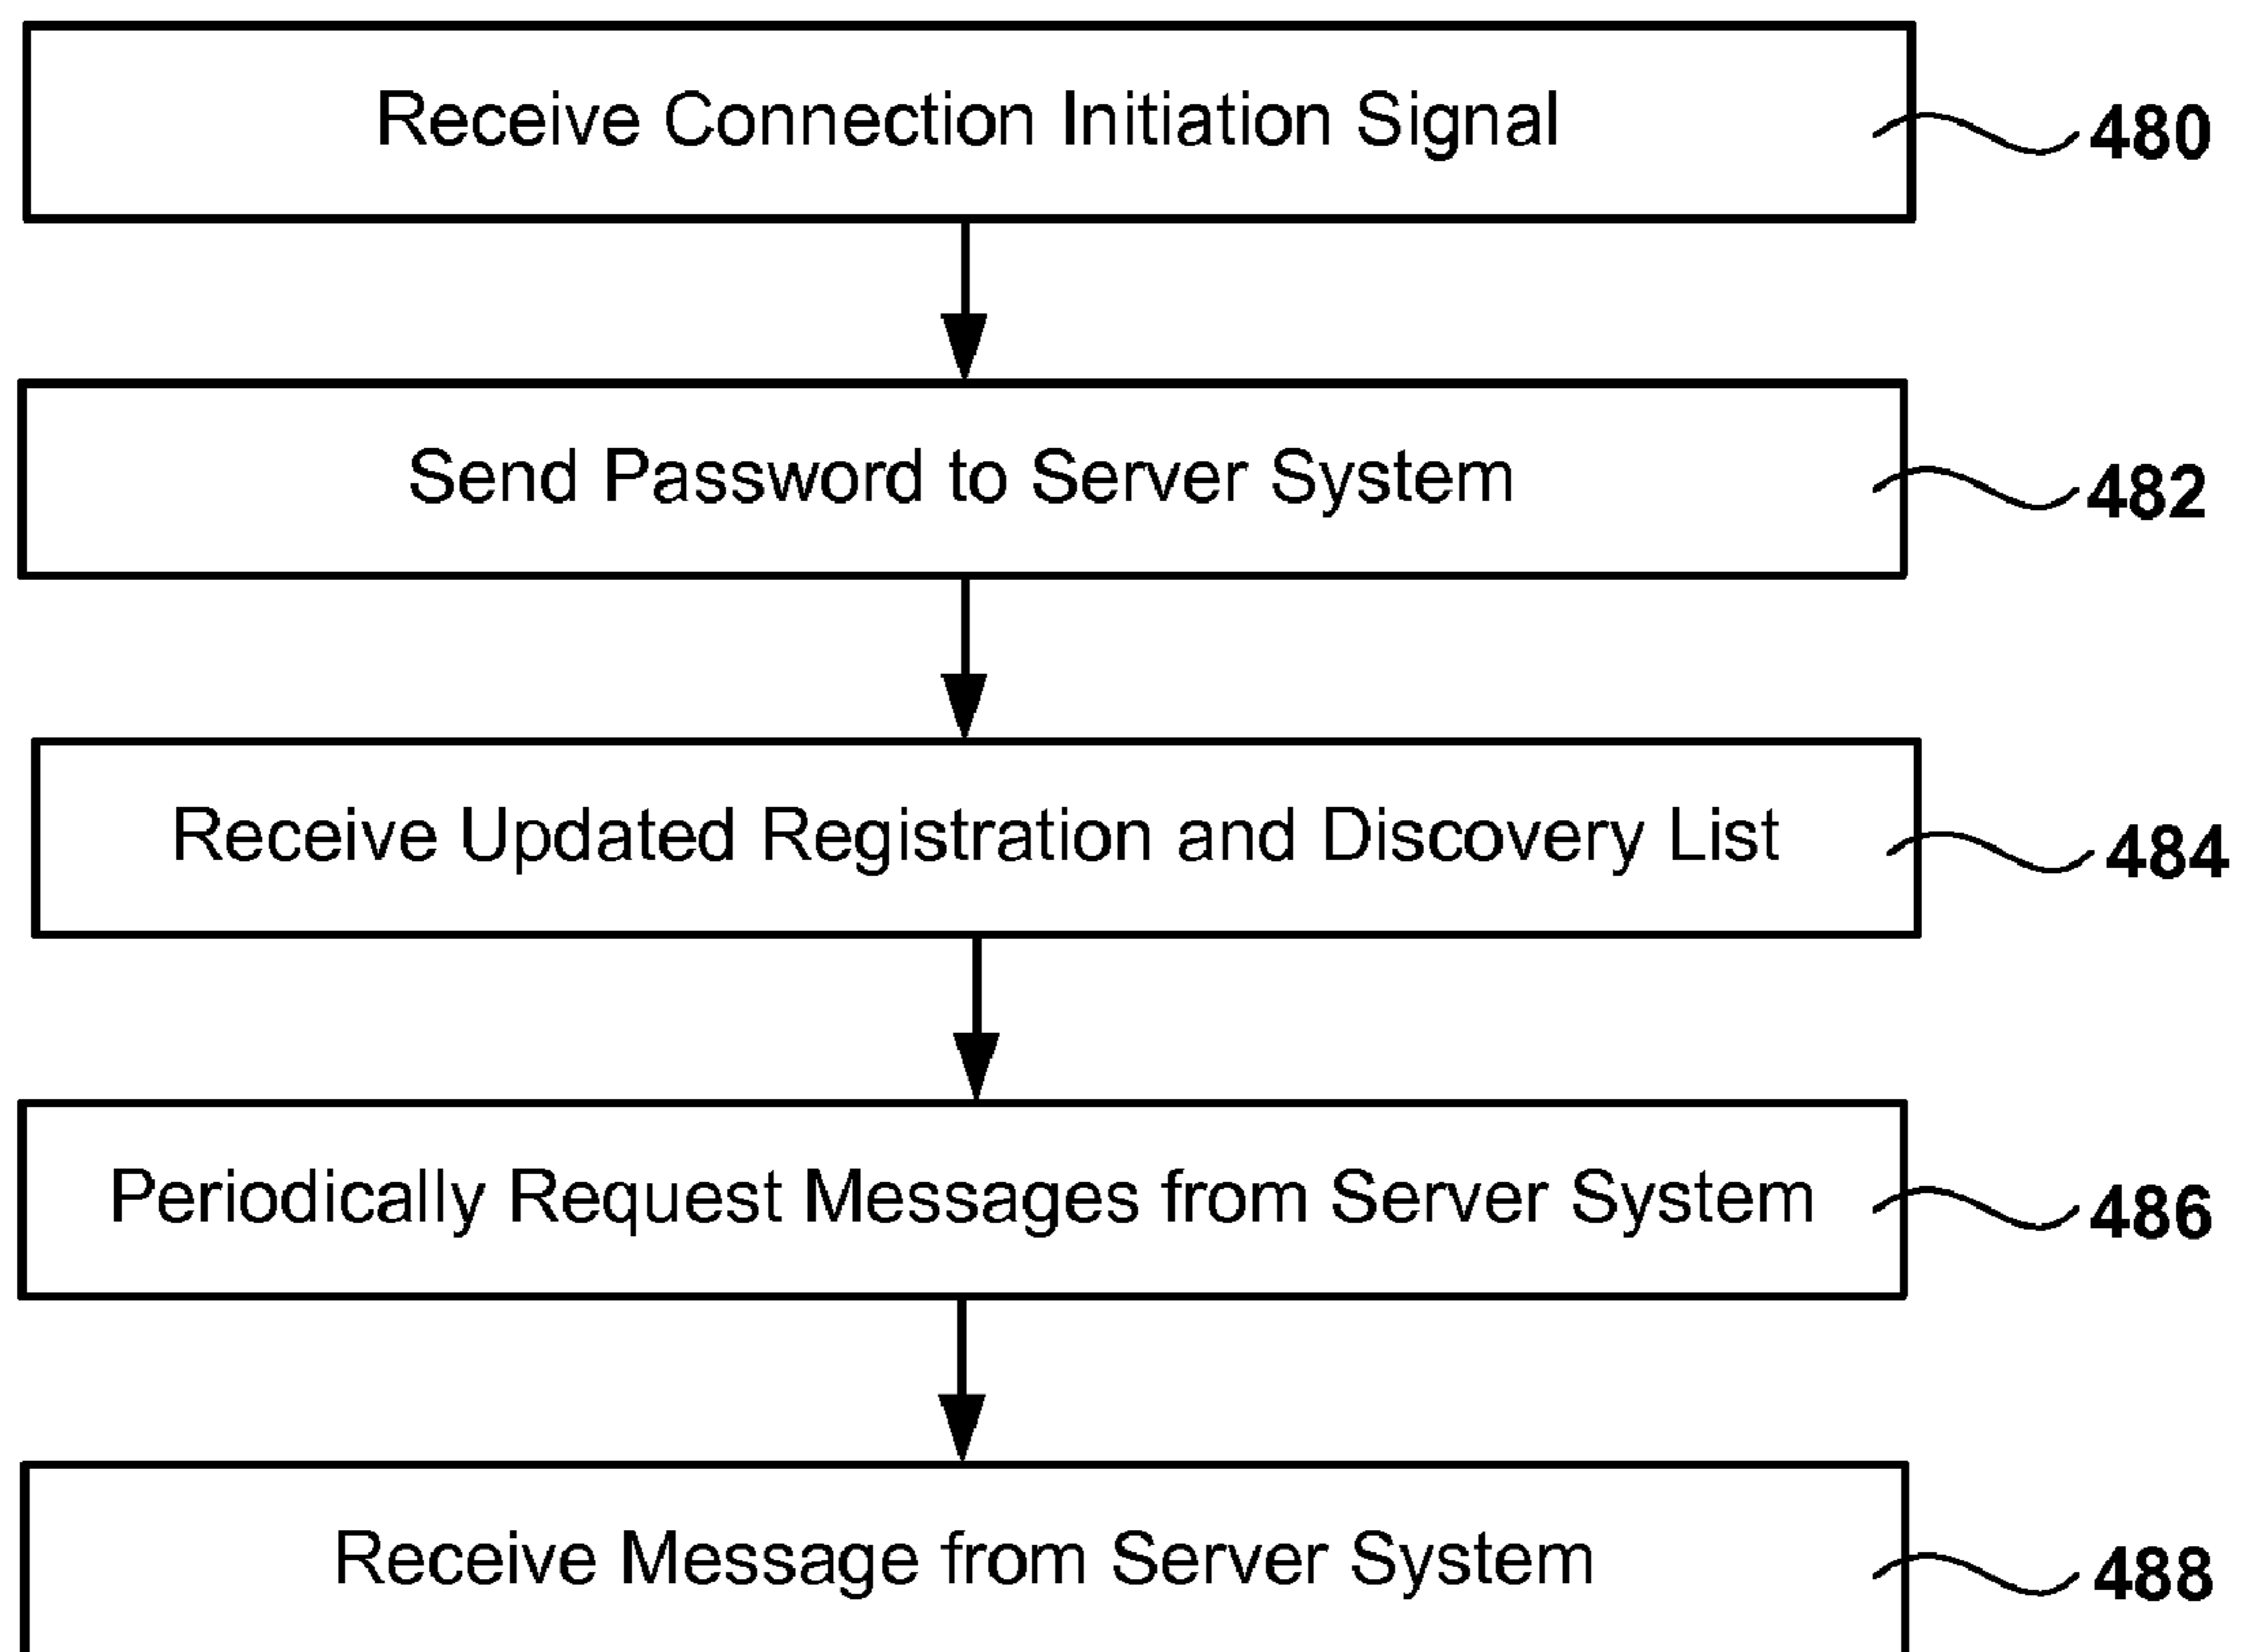 Receive Connection Initiation Signal 480
Send Password to Server System 482
Receive Updated Registration and Discovery List 484
Periodically Request Messages from Server System 486
Receive Message from Server System 488